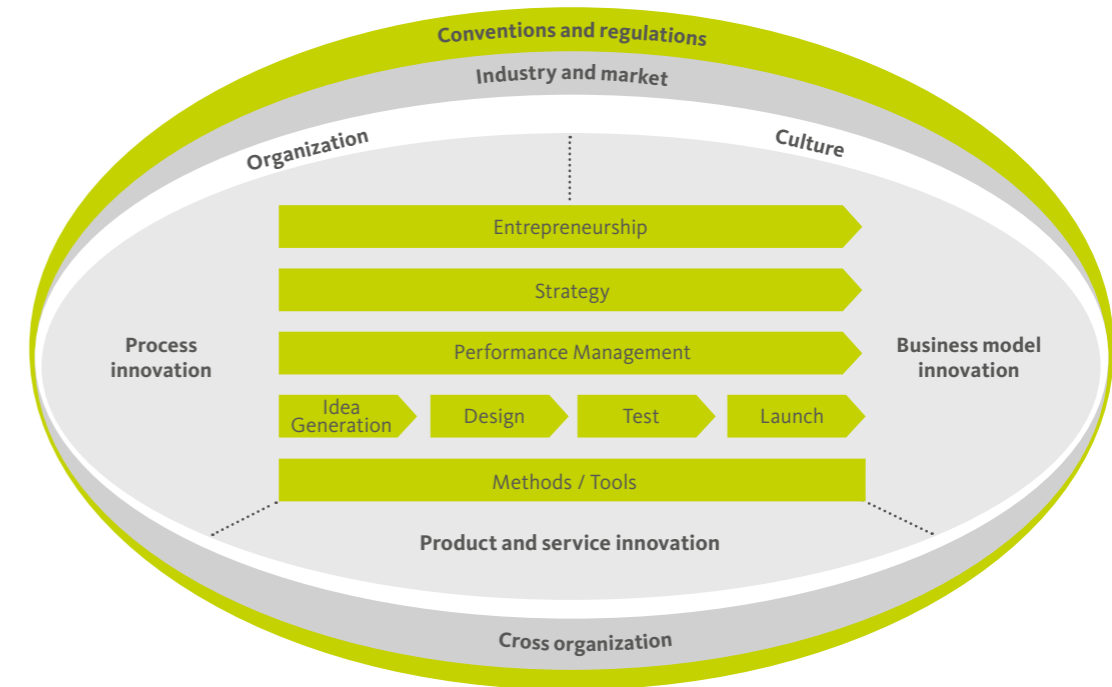 Conventions and regulations
Industry and market
Organization
Culture
Entrepreneurship
Strategy
Performance Management
Process
innovation
Business model
innovation
Idea
Generation
Design
Test
Launch
Methods / Tools
Product and service innovation
Cross organization